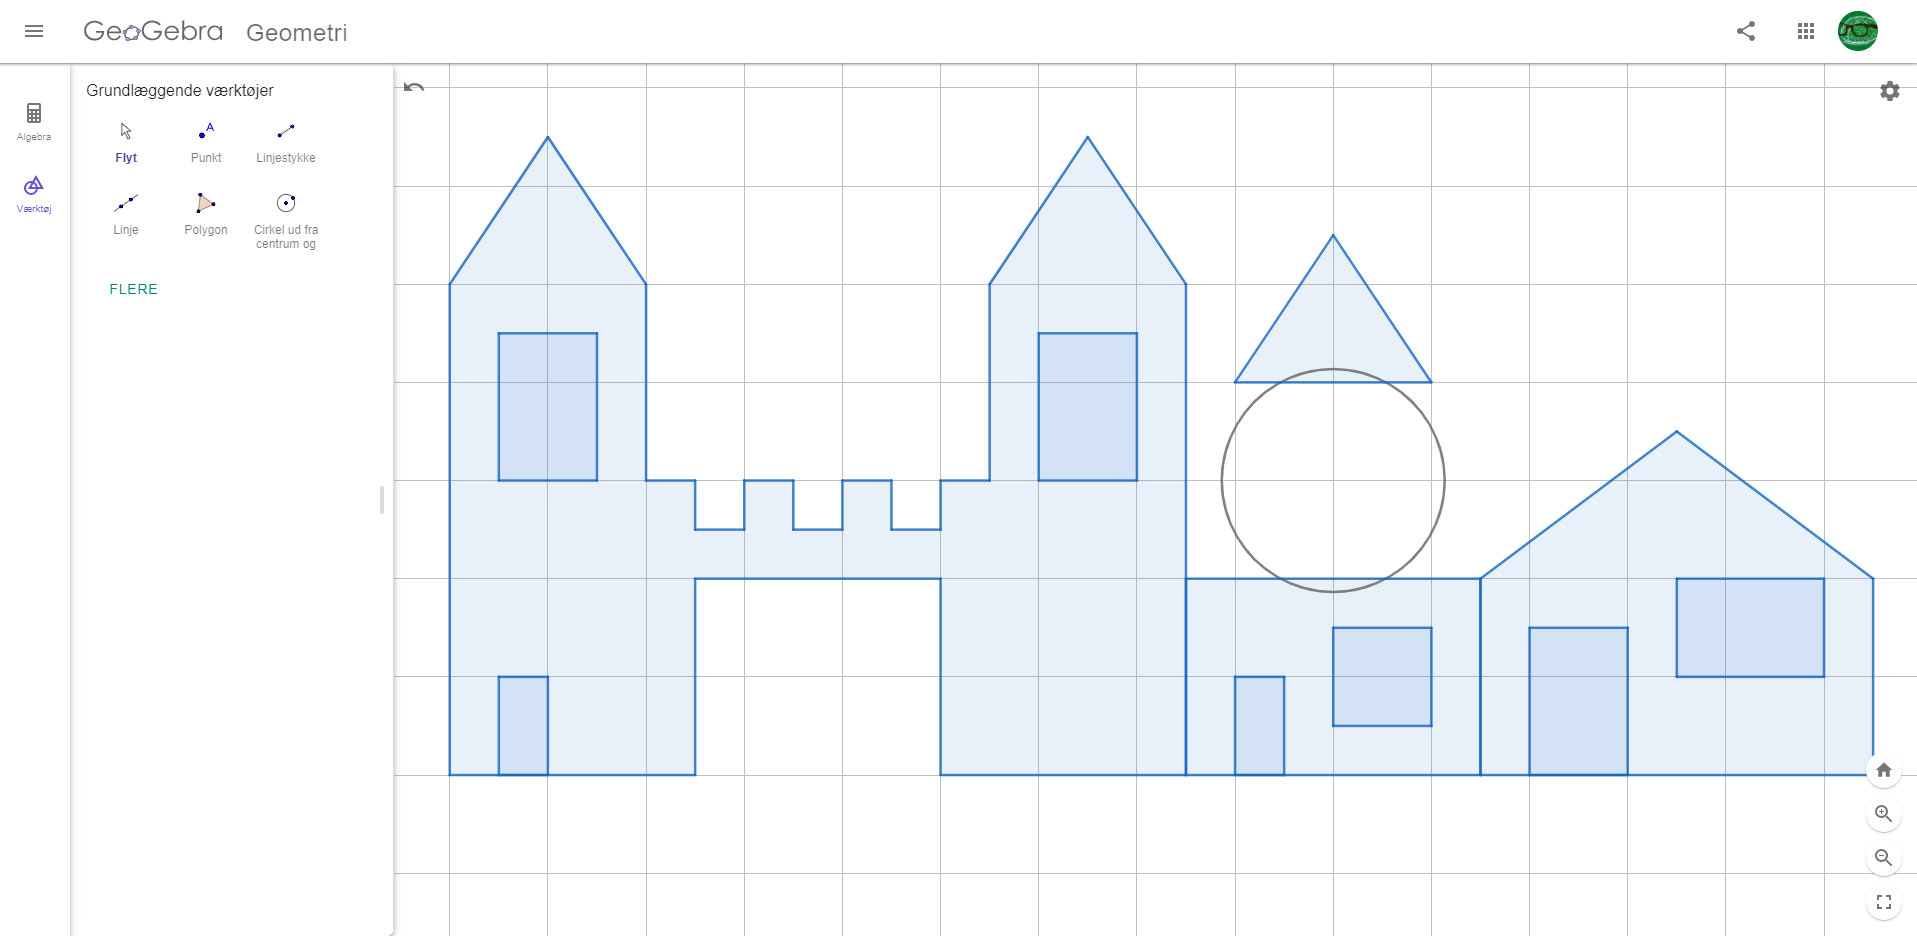 GeoGebra Geometri
Algebra
Værktøj
Grundlæggende værktøjer
A
Flyt Punkt Linjestykke
Linje Polygon Cirkel ud fra
centrum og
FLERE